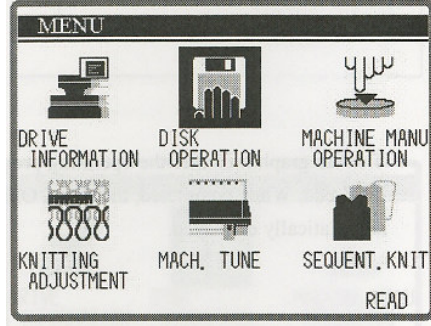 MENU
DRIVE
INFORMATION
DISK
OPERATION
MACHINE MANU
OPERATION
KNITTING
ADJUSTMENT
MACH. TUNE
SEQUENT.KNIT
READ